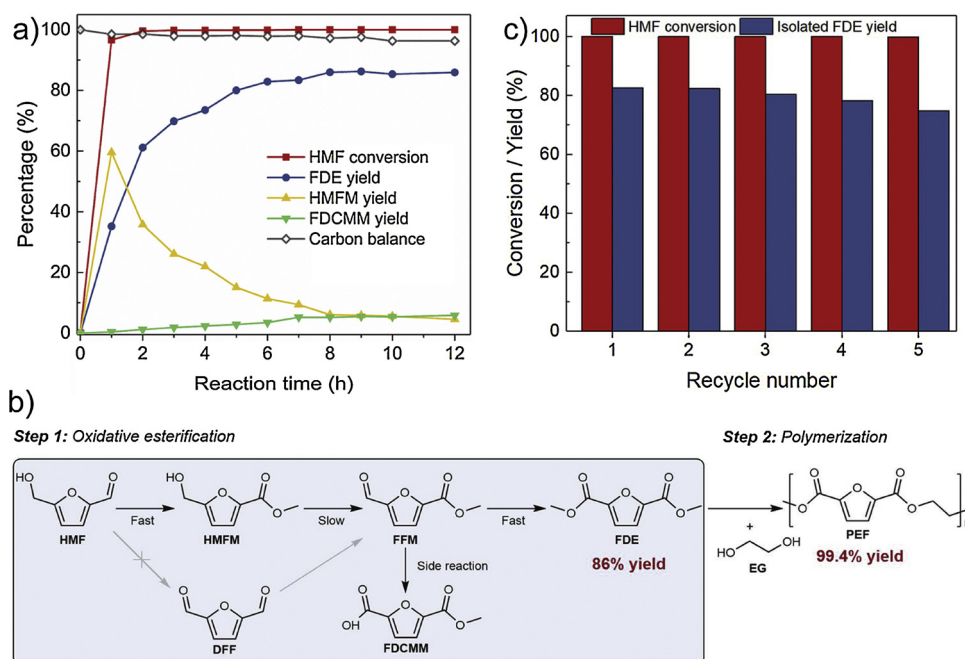 a)
100
80
60
40
20
0
Percentage (%)
HMF conversion
FDE yield
HMFM yield
FDCMM yield
Carbon balance
0 2 4 6 8 10 12
Reaction time (h)
c)
HMF conversion Isolated FDE yield
100
80
60
40
20
0
Conversion / Yield (%)
1 2 3 4 5
Recycle number
b)
Step 1: Oxidative esterification
Step 2: Polymerization
HO O O
HMF
Fast
HO O O O
HMFM
Slow
O O O O
FFM
Fast
O O O O O
FDE
86% yield
+
HO OH
EG
O O O O O
PEF
99.4% yield
O O O
DFF
Side reaction
O OH O O O
FDCMM